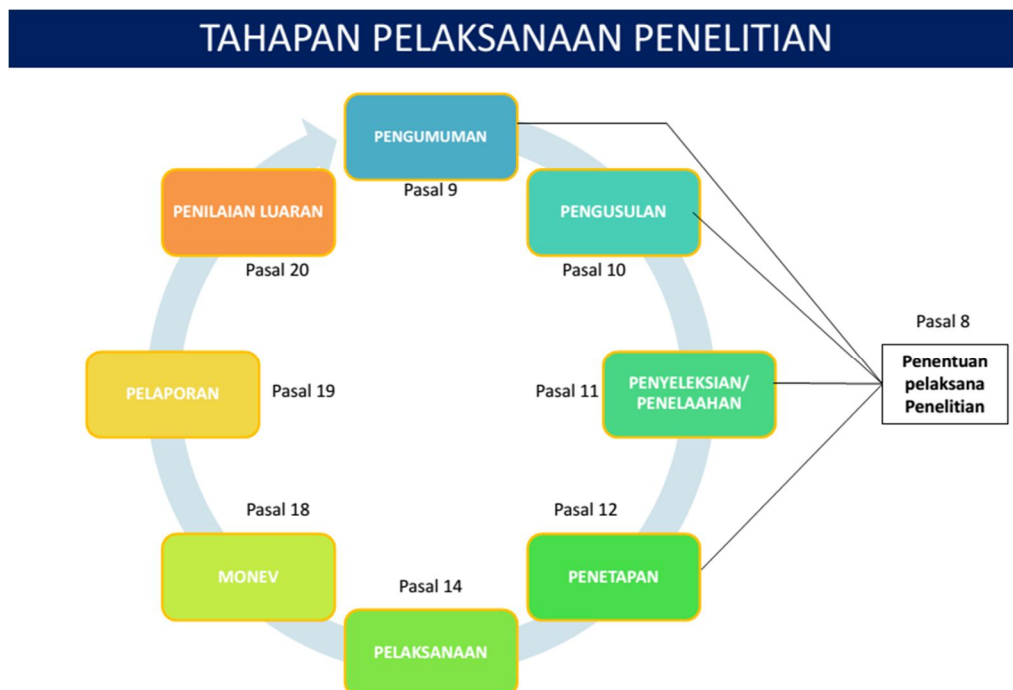 TAHAPAN PELAKSANAAN PENELITIAN
PENGUMUMAN
Pasal 9
PENGUSULAN
Pasal 10
PENYELEKSIAN/
PENELAAHAN
Pasal 11
Pasal 12
PENETAPAN
Pasal 14
PELAKSANAAN
Pasal 18
MONEV
PELAPORAN
Pasal 19
PENILAIAN LUARAN
Pasal 20
Pasal 8
Penentuan
pelaksana
Penelitian